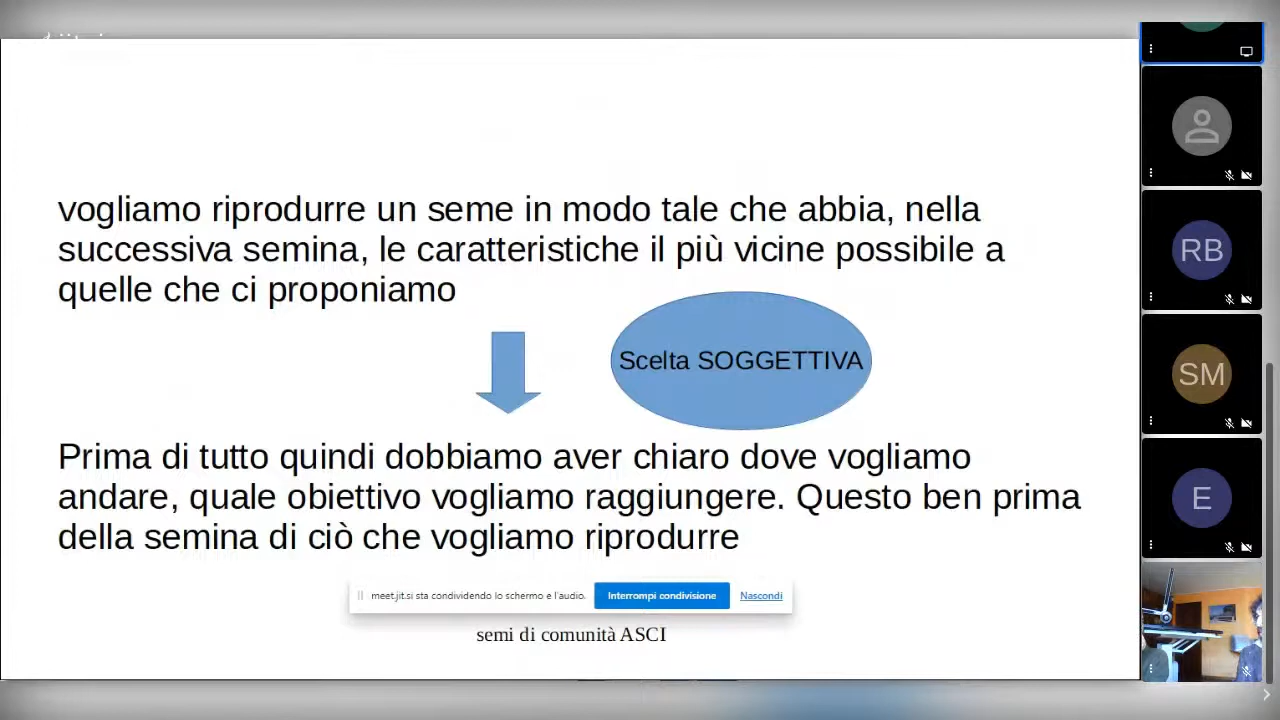 vogliamo riprodurre un seme in modo tale che abbia, nella
successiva semina, le caratteristiche il più vicine possibile a
quelle che ci proponiamo
Scelta SOGGETTIVA
Prima di tutto quindi dobbiamo aver chiaro dove vogliamo
andare, quale obiettivo vogliamo raggiungere. Questo ben prima
della semina di ciò che vogliamo riprodurre
meet.jit.si sta condividendo lo schermo e l'audio. Interrompi condivisione Nascondi
semi di comunità ASCI
RB
SM
E